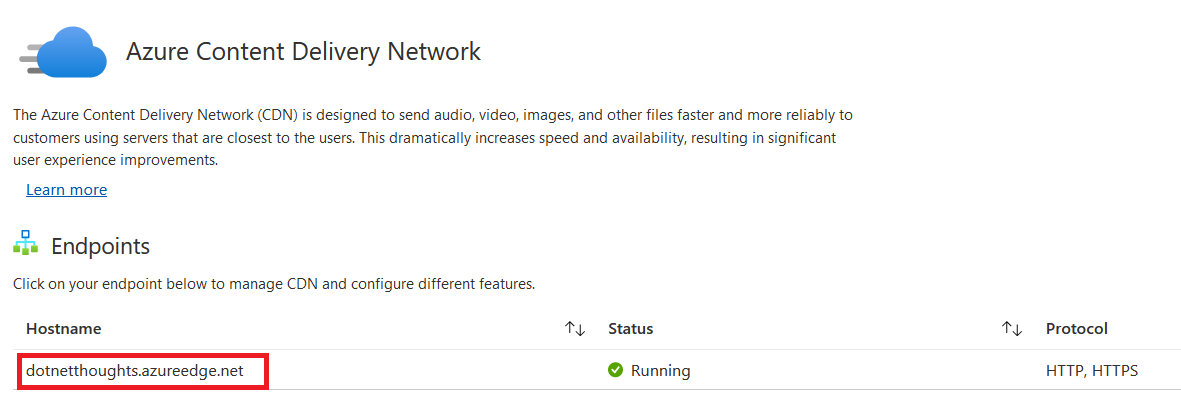 Azure Content Delivery Network
The Azure Content Delivery Network (CDN) is designed to send audio, video, images, and other files faster and more reliably to
customers using servers that are closest to the users. This dramatically increases speed and availability, resulting in significant
user experience improvements.
Learn more
Endpoints
Click on your endpoint below to manage CDN and configure different features.
Hostname Status Protocol
dotnetthoughts.azureedge.net Running HTTP, HTTPS